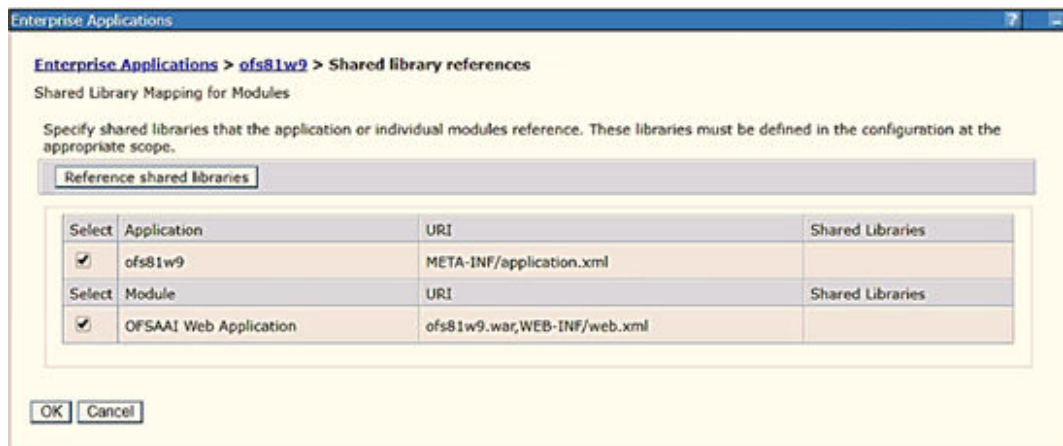 Enterprise Applications ? -
Enterprise Applications > ofs81w9 > Shared library references
Shared Library Mapping for Modules
Specify shared libraries that the application or individual modules reference. These libraries must be defined in the configuration at the
appropriate scope.
Reference shared libraries
Select Application URI Shared Libraries
ofs81w9 META-INF/application.xml
Select Module URI Shared Libraries
OFSAAI Web Application ofs81w9.war,WEB-INF/web.xml
OK Cancel